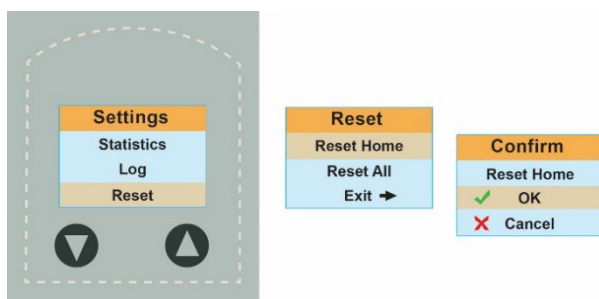 Settings
Statistics
Log
Reset
Reset
Reset Home
Reset All
Exit
Confirm
Reset Home
OK
Cancel